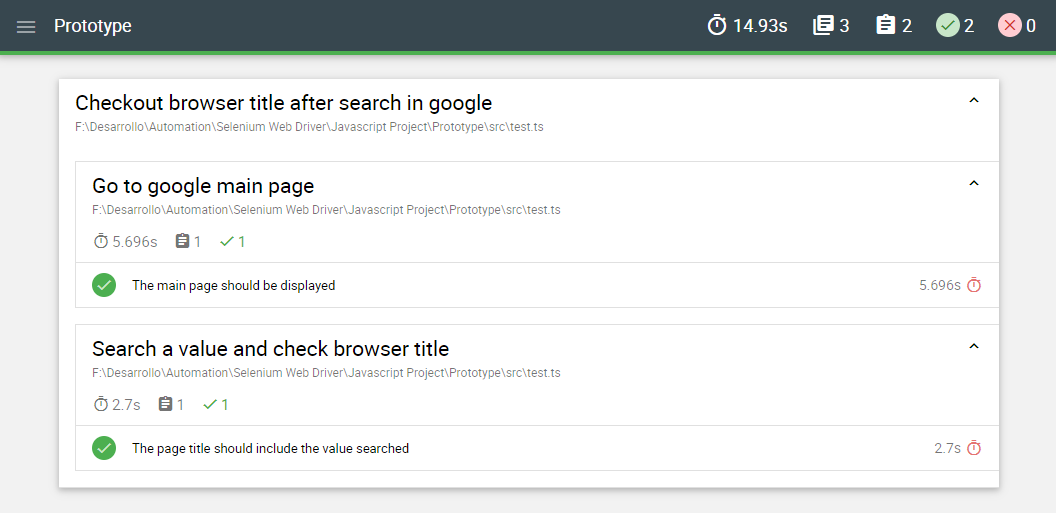 Prototype 14.93s 3 2 2 0
Checkout browser title after search in google
F:\Desarrollo\Automation\Selenium Web Driver\Javascript Project\Prototype\src\test.ts
Go to google main page
F:\Desarrollo\Automation\Selenium Web Driver\Javascript Project\Prototype\src\test.ts
5.696s 1 1
The main page should be displayed 5.696s
Search a value and check browser title
F:\Desarrollo\Automation\Selenium Web Driver\Javascript Project\Prototype\src\test.ts
2.7s 1 1
The page title should include the value searched 2.7s